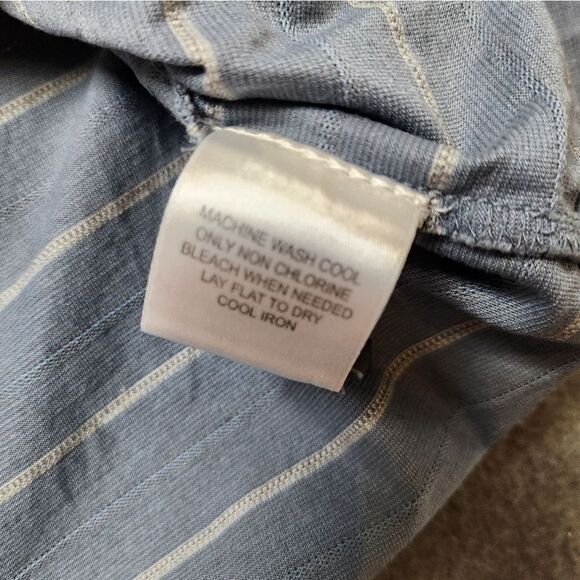 MACHINE WASH COOL
ONLY NON CHLORINE
BLEACH WHEN NEEDED
LAY FLAT TO DRY
COOL IRON